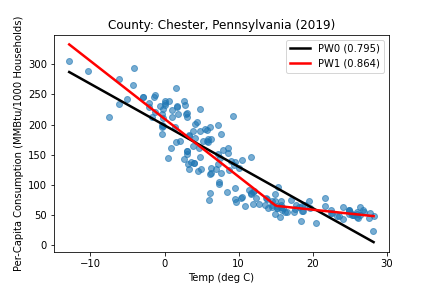 County: Chester, Pennsylvania (2019)
PW0 (0.795)
PW1 (0.864)
Per-Capita Consumption (MMBtu/1000 Households)
300
250
200
150
100
50
0
−10
0
10
20
30
Temp (deg C)